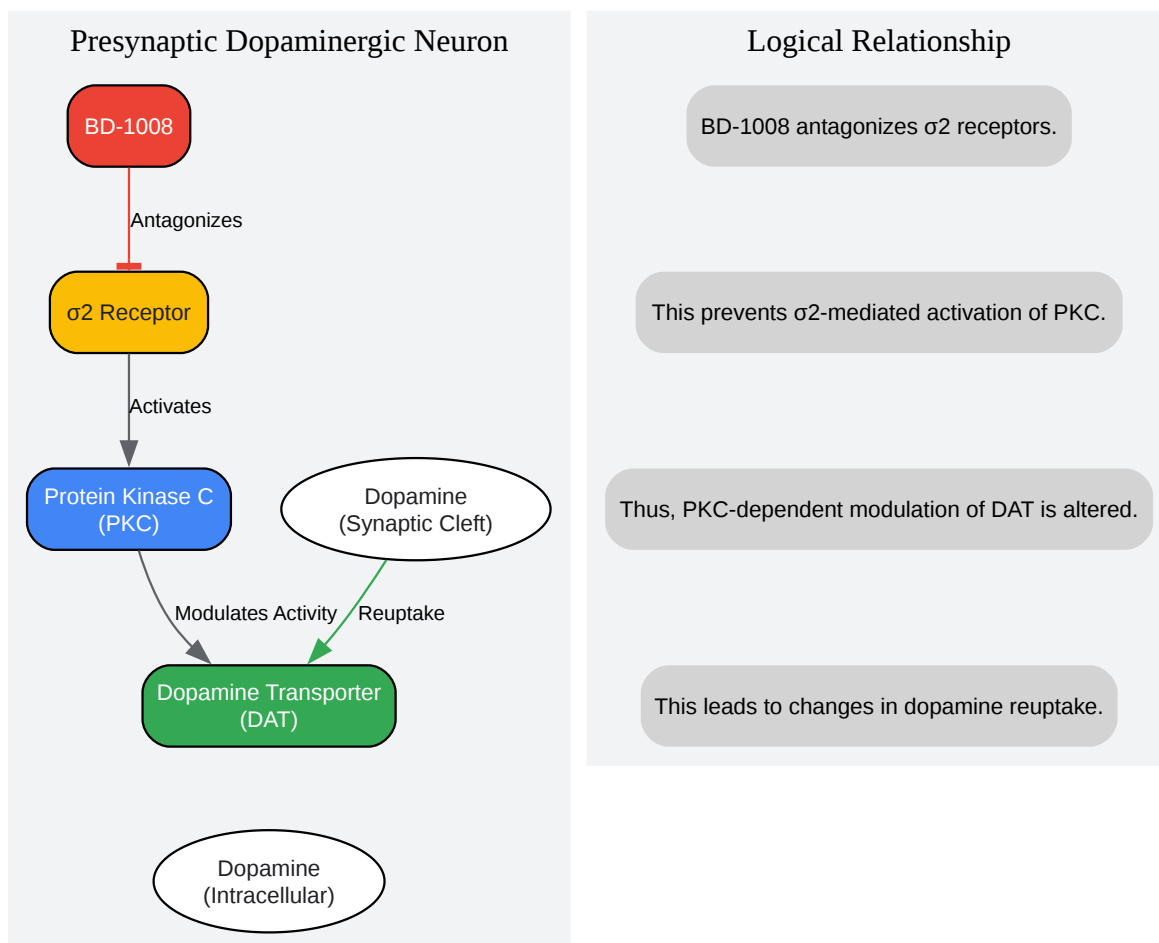 Presynaptic Dopaminergic Neuron
BD-1008
Antagonizes
σ2 Receptor
Activates
Protein Kinase C
(PKC)
Dopamine
(Synaptic Cleft)
Modulates Activity
Reuptake
Dopamine Transporter
(DAT)
Dopamine
(Intracellular)
Logical Relationship
BD-1008 antagonizes σ2 receptors.
This prevents σ2-mediated activation of PKC.
Thus, PKC-dependent modulation of DAT is altered.
This leads to changes in dopamine reuptake.